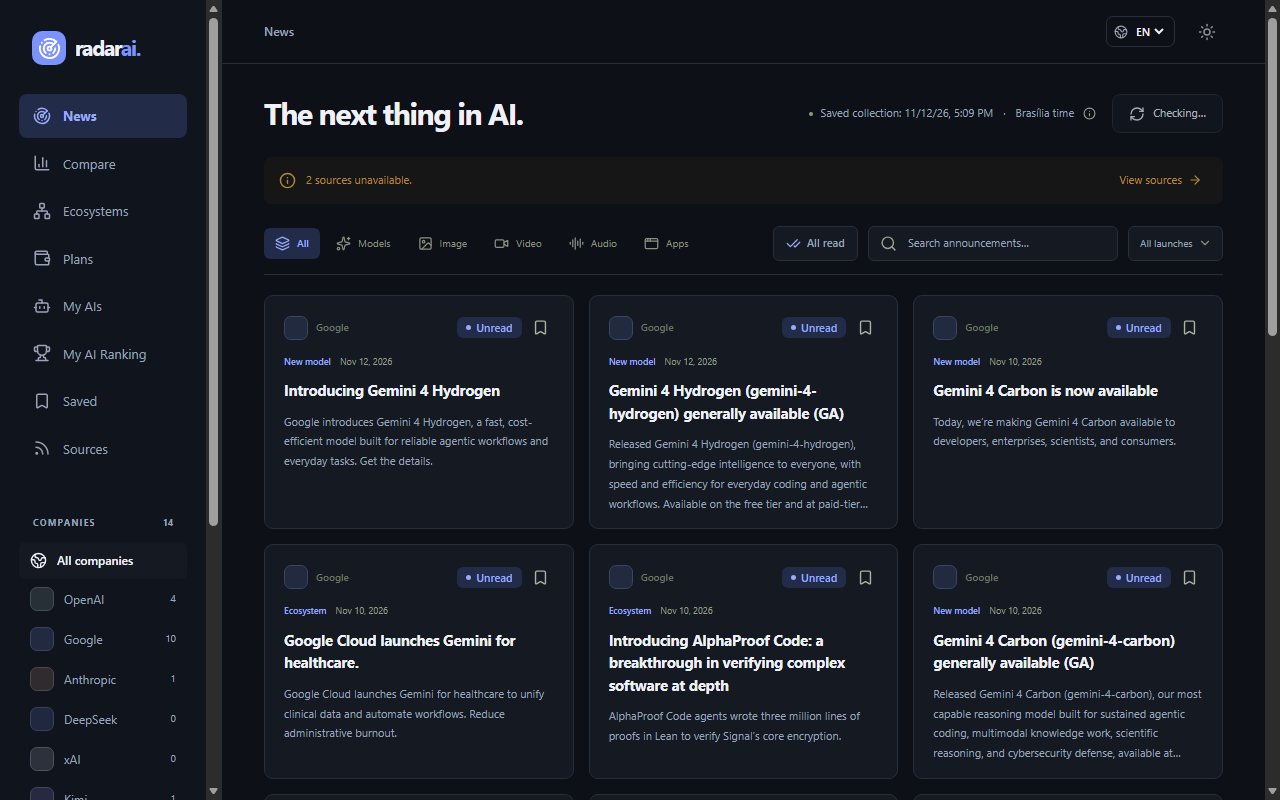 radarai.
News
Compare
Ecosystems
Plans
My AIs
My AI Ranking
Saved
Sources
COMPANIES 14
All companies
OpenAI 4
Google 10
Anthropic 1
DeepSeek 0
xAI 0
Kimi 1
News
EN
The next thing in AI.
• Saved collection: 11/12/26, 5:09 PM · Brasília time
Checking...
2 sources unavailable.
View sources →
All
Models
Image
Video
Audio
Apps
All read
Search announcements...
All launches
Google
• Unread
New model Nov 12, 2026
Introducing Gemini 4 Hydrogen
Google introduces Gemini 4 Hydrogen, a fast, cost-
efficient model built for reliable agentic workflows and
everyday tasks. Get the details.
Google
• Unread
New model Nov 12, 2026
Gemini 4 Hydrogen (gemini-4-
hydrogen) generally available (GA)
Released Gemini 4 Hydrogen (gemini-4-hydrogen),
bringing cutting-edge intelligence to everyone, with
speed and efficiency for everyday coding and agentic
workflows. Available on the free tier and at paid-tier...
Google
• Unread
New model Nov 10, 2026
Gemini 4 Carbon is now available
Today, we're making Gemini 4 Carbon available to
developers, enterprises, scientists, and consumers.
Google
• Unread
Ecosystem Nov 10, 2026
Google Cloud launches Gemini for
healthcare.
Google Cloud launches Gemini for healthcare to unify
clinical data and automate workflows. Reduce
administrative burnout.
Google
• Unread
Ecosystem Nov 10, 2026
Introducing AlphaProof Code: a
breakthrough in verifying complex
software at depth
AlphaProof Code agents wrote three million lines of
proofs in Lean to verify Signal's core encryption.
Google
• Unread
New model Nov 10, 2026
Gemini 4 Carbon (gemini-4-carbon)
generally available (GA)
Released Gemini 4 Carbon (gemini-4-carbon), our most
capable reasoning model built for sustained agentic
coding, multimodal knowledge work, scientific
reasoning, and cybersecurity defense, available at...